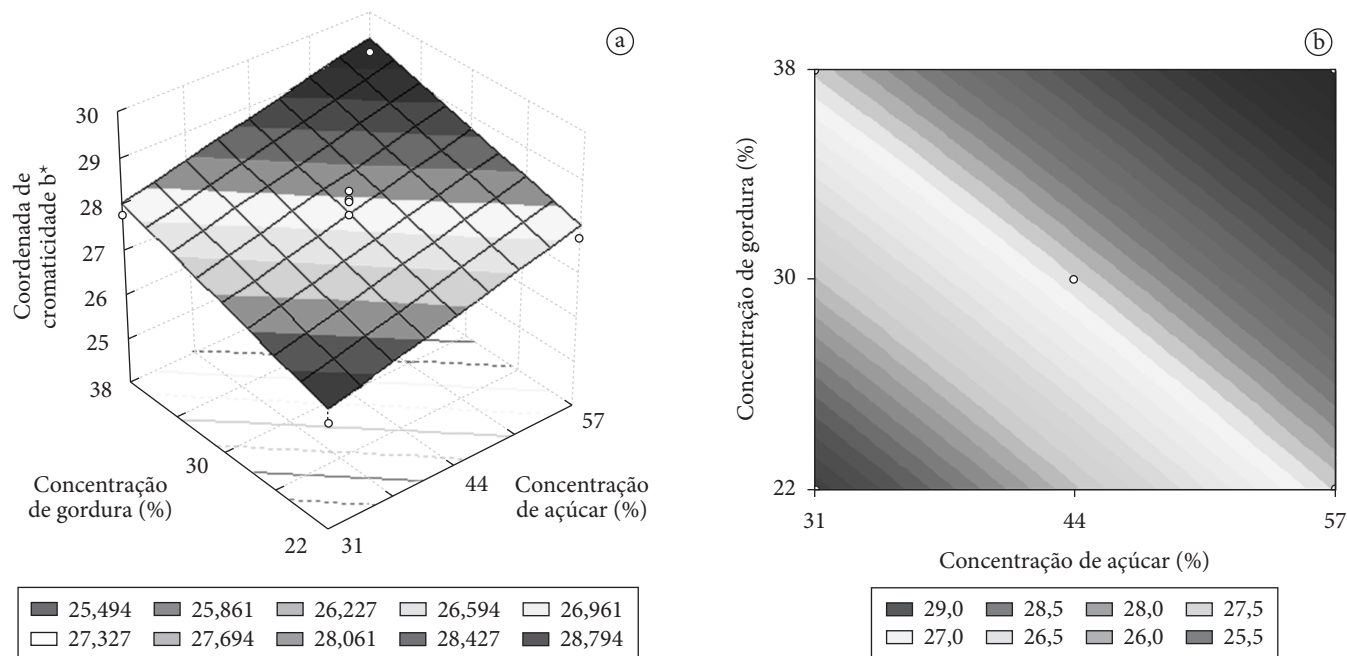 a
30
29
28
27
26
25
Coordenada de
cromaticidade b*
38
30
22
Concentração
de gordura (%)
31
44
57
Concentração
de açúcar (%)
25,494 25,861 26,227 26,594 26,961
27,327 27,694 28,061 28,427 28,794
b
38
30
22
Concentração de gordura (%)
31 44 57
Concentração de açúcar (%)
29,0 28,5 28,0 27,5
27,0 26,5 26,0 25,5